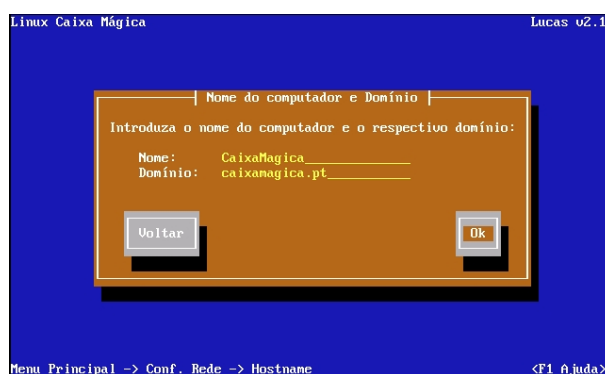 Linux Caixa Mágica Lucas v2.1
Nome do computador e Domínio
Introduza o nome do computador e o respectivo domínio:
Nome: CaixaMagica
Domínio: caixamagica.pt
Voltar Ok
Menu Principal -> Conf. Rede -> Hostname <F1 Ajuda>